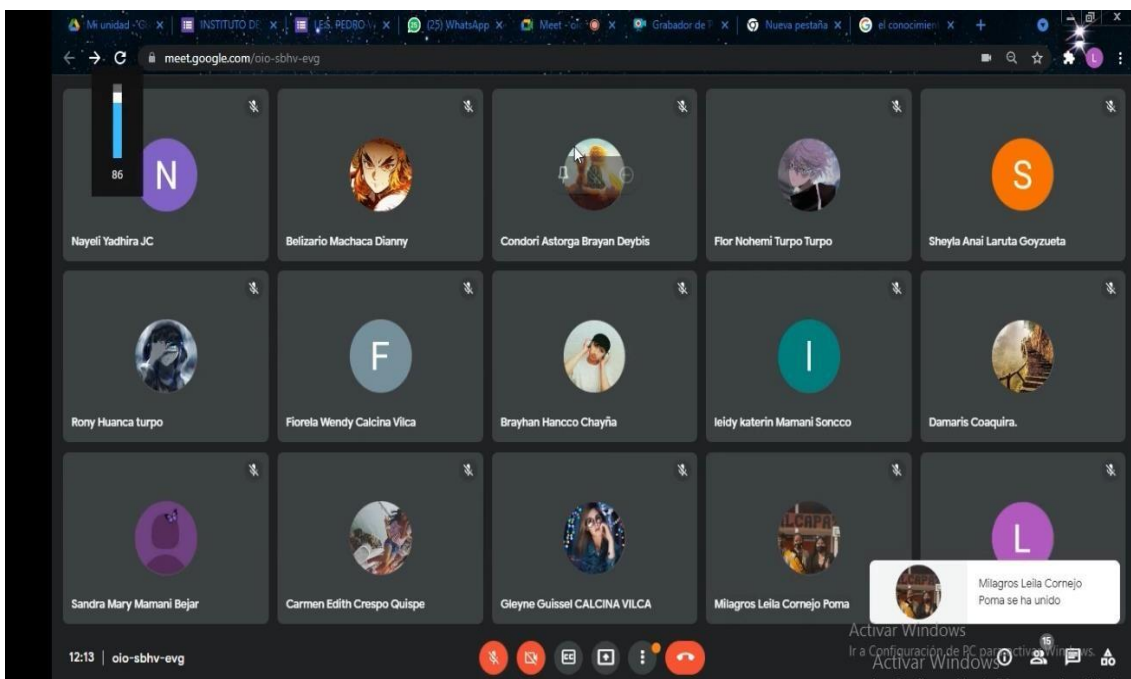 Mi unidad - G
INSTITUTO DE
I.E.S. PEDRO V
(25) WhatsApp
Meet - oi
Grabador de
Nueva pestaña
el conocimien
meet.google.com/oio-sbhv-evg
L
86
N
Nayeli Yadhira JC
Belizario Machaca Dianny
Condori Astorga Brayan Deybis
Flor Nohemi Turpo Turpo
S
Sheyla Anai Laruta Goyzueta
Rony Huanca turpo
F
Fiorela Wendy Calcina Vilca
Brayhan Hancco Chayña
I
leidy katerin Mamani Soncco
Damaris Coaquira.
Sandra Mary Mamani Bejar
Carmen Edith Crespo Quispe
Gleyne Guissel CALCINA VILCA
Milagros Leila Cornejo Poma
L
Milagros Leila Cornejo
Poma se ha unido
Activar Windows
Ir a Configuración de PC para activar Windows.
Activar Windows
12:13 | oio-sbhv-evg
15